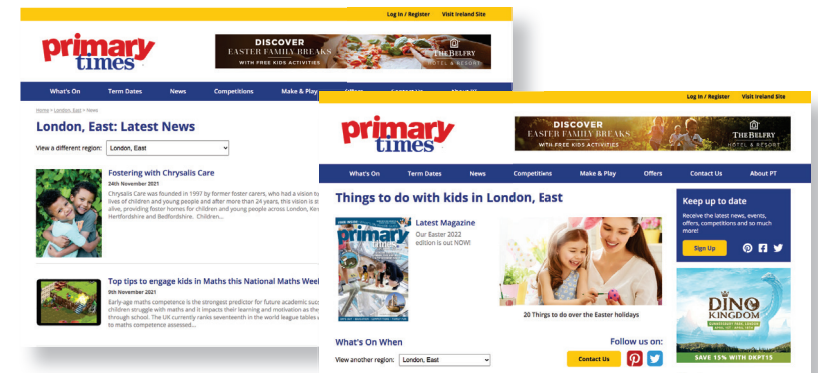 Log In / Register    Visit Ireland Site
primary
times
DISCOVER
EASTER FAMILY BREAKS
WITH FREE KIDS ACTIVITIES
THE BELFRY
HOTEL & RESORT
What's On    Term Dates    News    Competitions    Make & Play
Home > London, East > News
London, East: Latest News
View a different region: London, East
Fostering with Chrysalis Care
24th November 2021
Chrysalis Care was founded in 1997 by former foster carers, who had a vision
lives of children and young people and after more than 24 years, this vision is
alive, providing foster homes for children and young people across London,
Hertfordshire and Bedfordshire. Children...
Top tips to engage kids in Maths this National Maths
9th November 2021
Early-age maths competence is the strongest predictor for future academic
children struggle with maths and it impacts their learning and motivation as
through school. The UK currently ranks seventeenth in the world league tables
to maths competence assessed...
Log In / Register    Visit Ireland Site
primary
times
DISCOVER
EASTER FAMILY BREAKS
WITH FREE KIDS ACTIVITIES
THE BELFRY
HOTEL & RESORT
What's On    Term Dates    News    Competitions    Make & Play    Offers    Contact Us    About PT
Things to do with kids in London, East
primary
times
Latest Magazine
Our Easter 2022
edition is out NOW!
20 Things to do over the Easter holidays
What's On When
View another region: London, East
Follow us on:
Contact Us
Keep up to date
Receive the latest news, events,
offers, competitions and so much
more!
Sign Up
DINO
KINGDOM
SAVE 15% WITH DKPT15